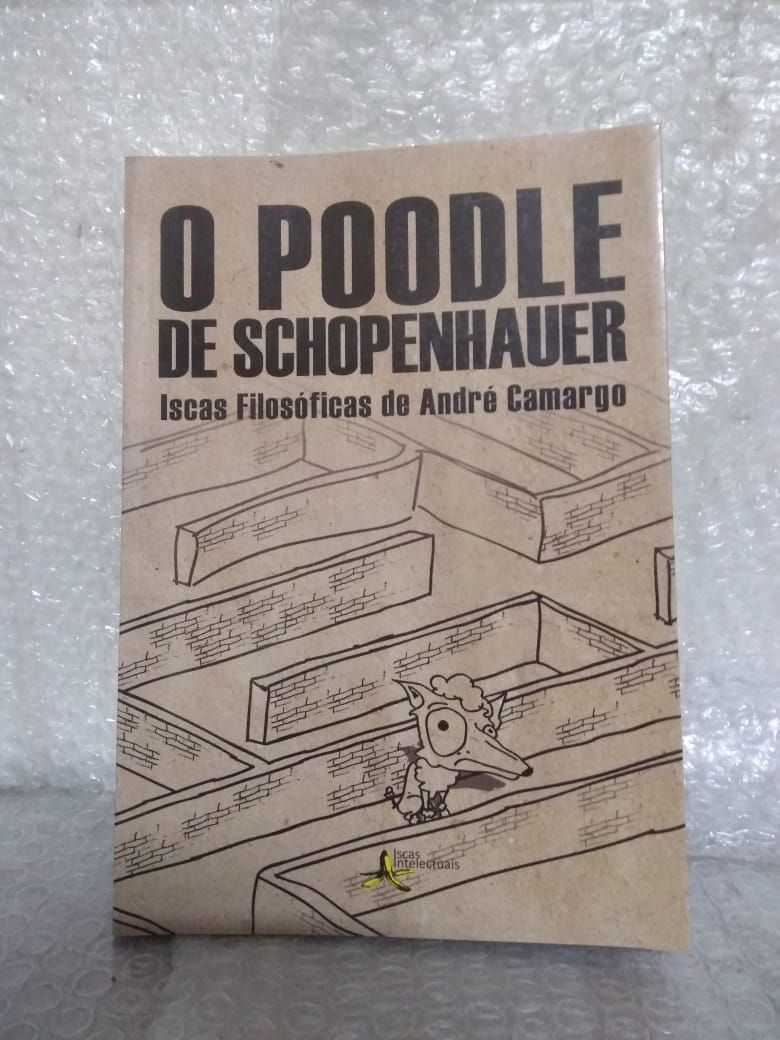 O POODLE
DE SCHOPENHAUER
Iscas Filosóficas de André Camargo
Iscas
Intelectuais